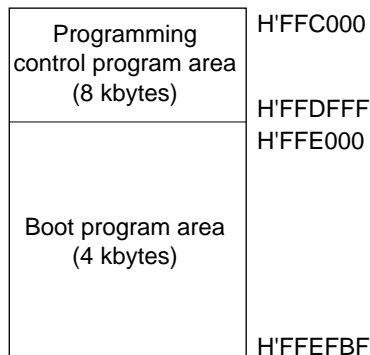 Programming
control program area
(8 kbytes)
H'FFC000
H'FFDFFF
H'FFE000
Boot program area
(4 kbytes)
H'FFEFBF